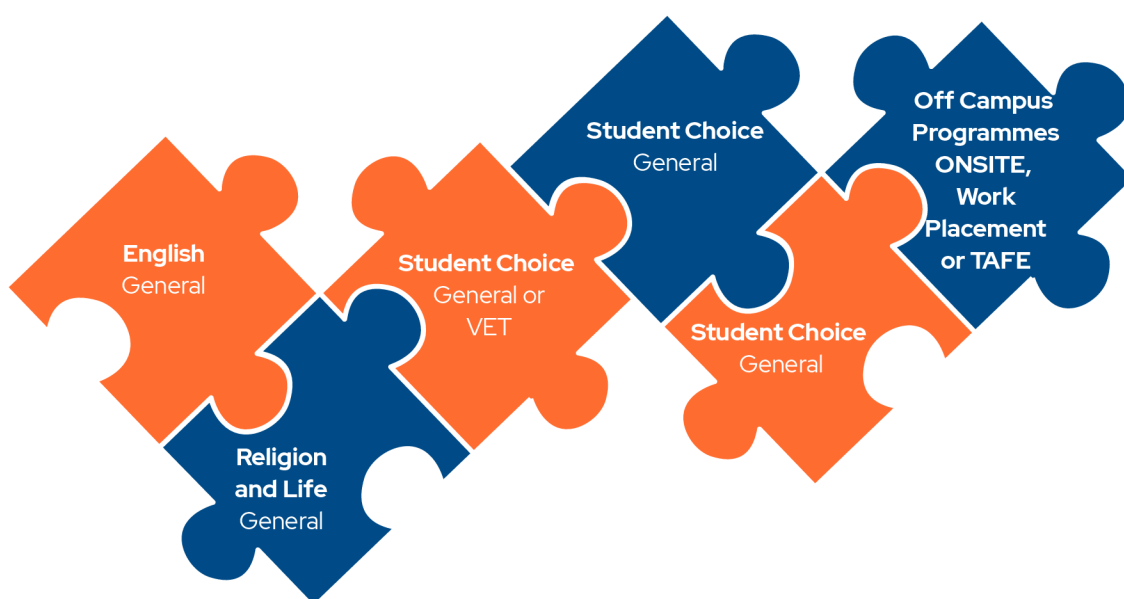 English
General
Religion
and Life
General
Student Choice
General or
VET
Student Choice
General
Student Choice
General
Off Campus
Programmes
ONSITE,
Work
Placement
or TAFE